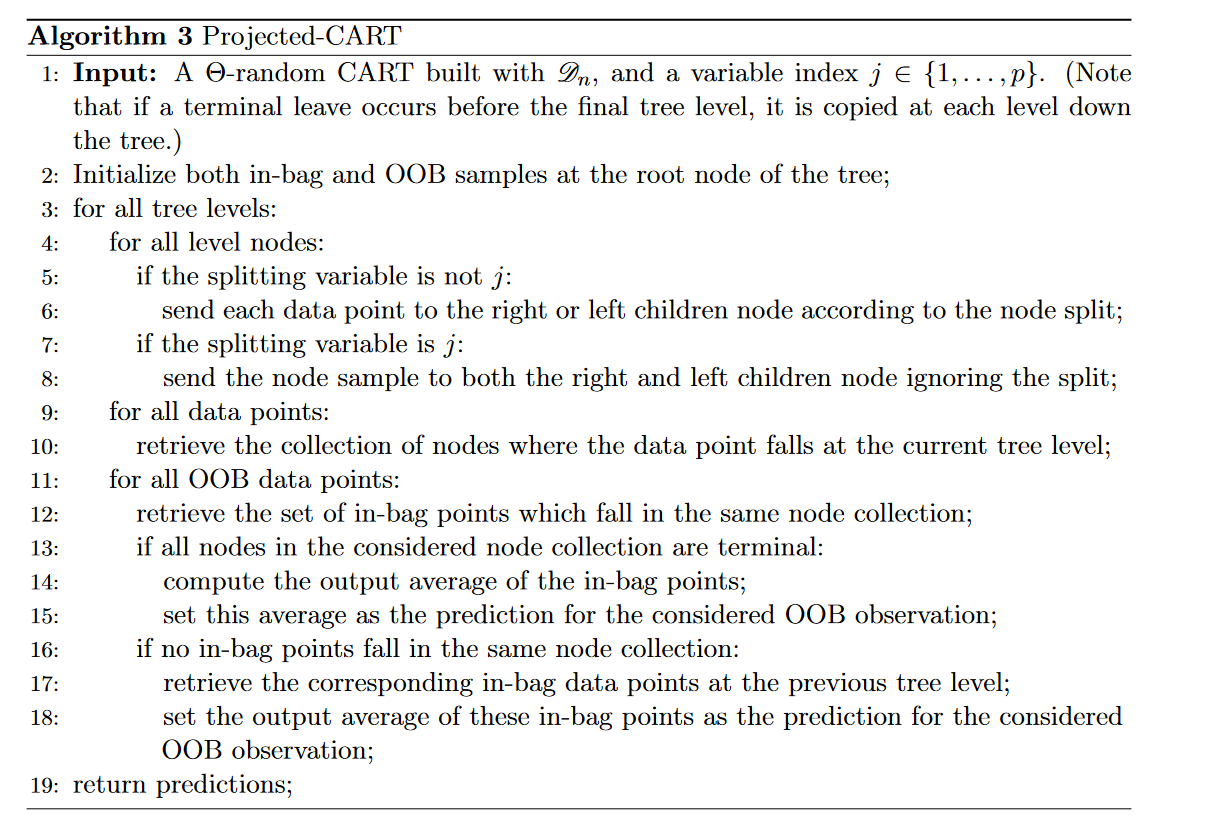 Algorithm 3 Projected-CART
1: Input: A Θ-random CART built with 𝒟n, and a variable index j ∈ {1, . . . , p}. (Note
that if a terminal leave occurs before the final tree level, it is copied at each level down
the tree.)
2: Initialize both in-bag and OOB samples at the root node of the tree;
3: for all tree levels:
4: for all level nodes:
5: if the splitting variable is not j:
6: send each data point to the right or left children node according to the node split;
7: if the splitting variable is j:
8: send the node sample to both the right and left children node ignoring the split;
9: for all data points:
10: retrieve the collection of nodes where the data point falls at the current tree level;
11: for all OOB data points:
12: retrieve the set of in-bag points which fall in the same node collection;
13: if all nodes in the considered node collection are terminal:
14: compute the output average of the in-bag points;
15: set this average as the prediction for the considered OOB observation;
16: if no in-bag points fall in the same node collection:
17: retrieve the corresponding in-bag data points at the previous tree level;
18: set the output average of these in-bag points as the prediction for the considered
OOB observation;
19: return predictions;